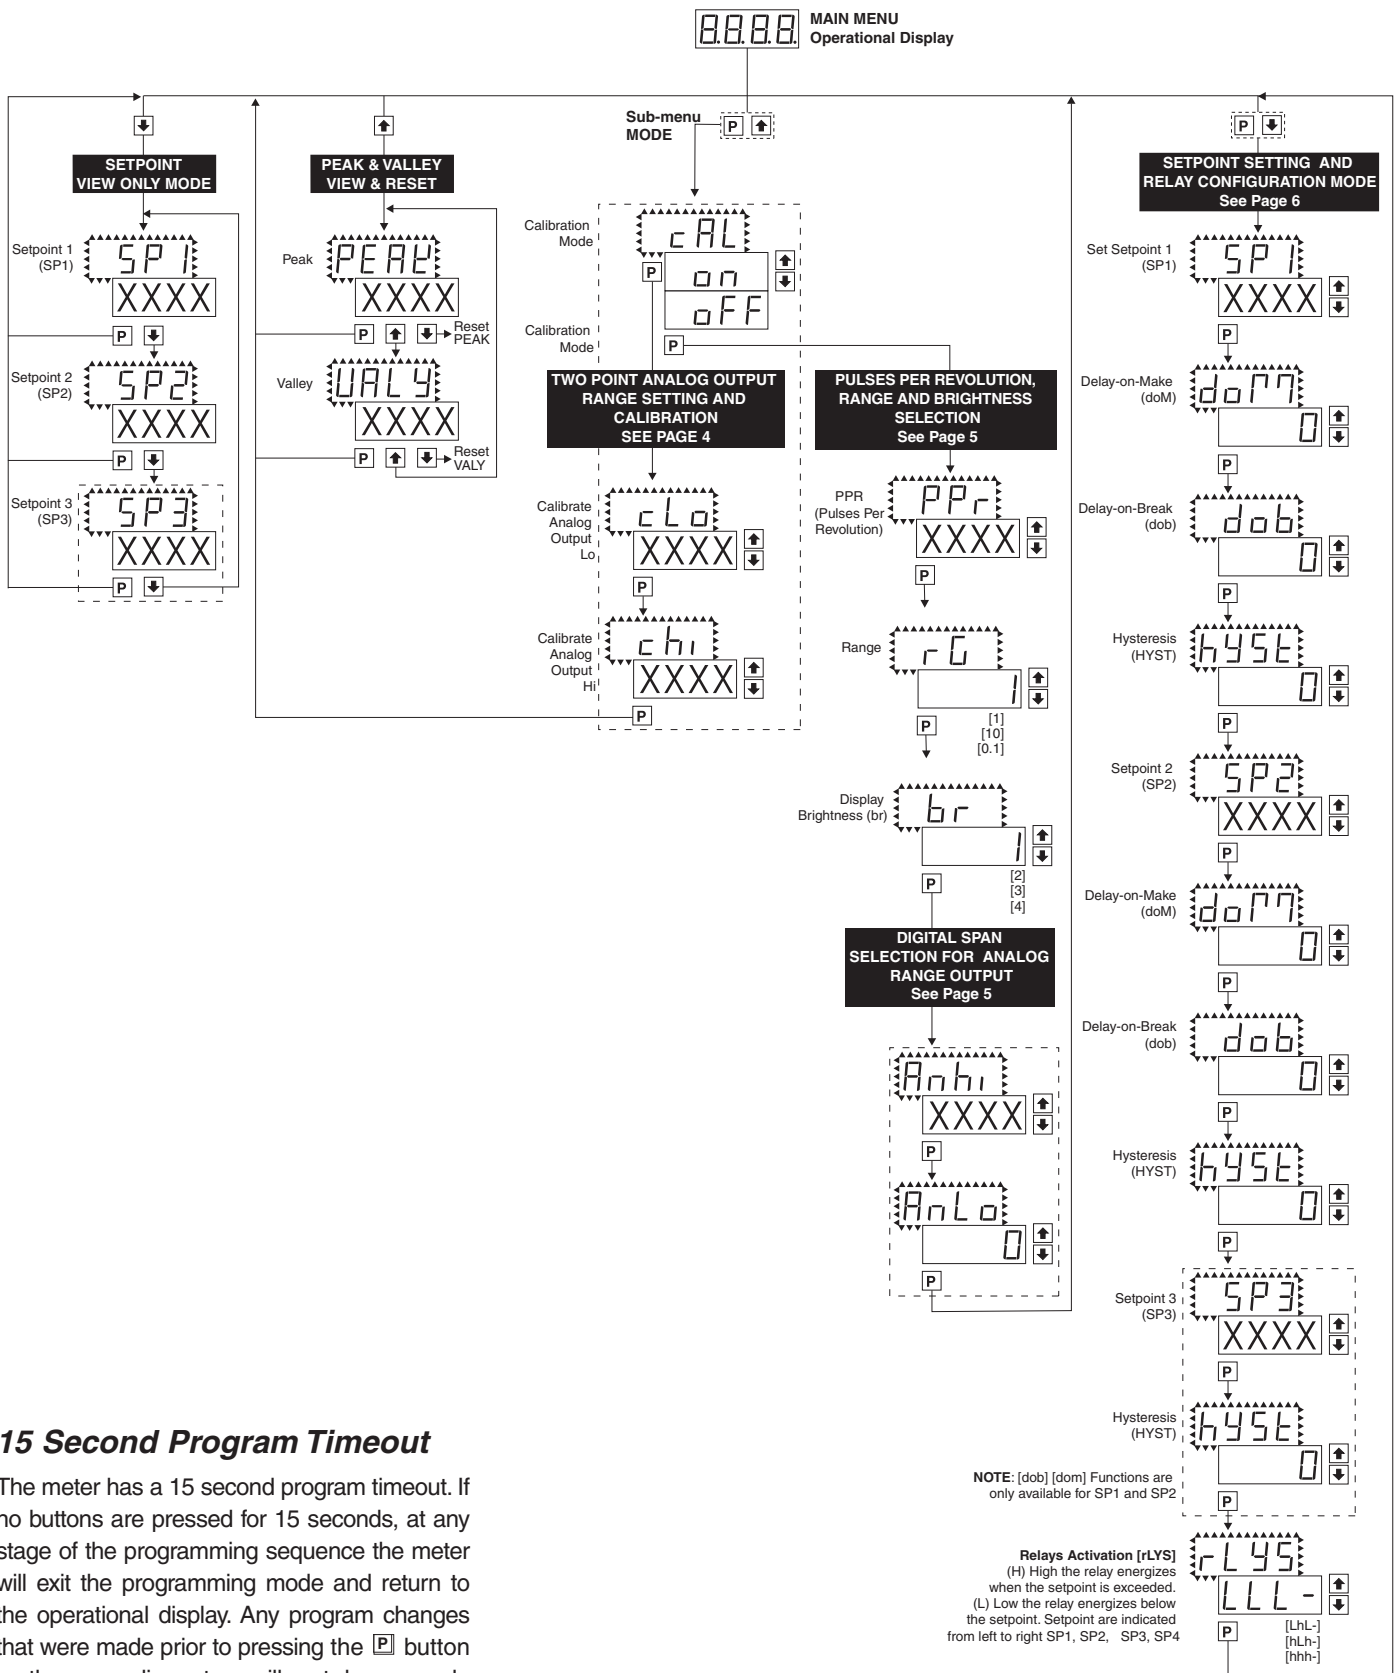 8.8.8.8.
MAIN MENU
Operational Display
Sub-menu
MODE
P
P
SETPOINT
VIEW ONLY MODE
Setpoint 1
(SP1)
SP1
XXXX
P
Setpoint 2
(SP2)
SP2
XXXX
P
Setpoint 3
(SP3)
SP3
XXXX
P
PEAK & VALLEY
VIEW & RESET
Peak
PEAK
XXXX
P
Reset
PEAK
Valley
VALY
XXXX
P
Reset
VALY
Calibration
Mode
cAL
P
on
oFF
Calibration
Mode
P
TWO POINT ANALOG OUTPUT
RANGE SETTING AND
CALIBRATION
SEE PAGE 4
Calibrate
Analog
Output
Lo
cLo
XXXX
P
Calibrate
Analog
Output
Hi
chi
XXXX
P
PULSES PER REVOLUTION,
RANGE AND BRIGHTNESS
SELECTION
See Page 5
PPR
(Pulses Per
Revolution)
PPr
XXXX
P
Range
rG
1
P
[1]
[10]
[0.1]
Display
Brightness (br)
br
1
P
[2]
[3]
[4]
DIGITAL SPAN
SELECTION FOR ANALOG
RANGE OUTPUT
See Page 5
Anhi
XXXX
P
AnLo
0
P
SETPOINT SETTING AND
RELAY CONFIGURATION MODE
See Page 6
Set Setpoint 1
(SP1)
SP1
XXXX
P
Delay-on-Make
(doM)
doM
0
P
Delay-on-Break
(dob)
dob
0
P
Hysteresis
(HYST)
hYSt
0
P
Setpoint 2
(SP2)
SP2
XXXX
P
Delay-on-Make
(doM)
doM
0
P
Delay-on-Break
(dob)
dob
0
P
Hysteresis
(HYST)
hYSt
0
P
Setpoint 3
(SP3)
SP3
XXXX
P
Hysteresis
(HYST)
hYSt
0
P
NOTE: [dob] [dom] Functions are
only available for SP1 and SP2
Relays Activation [rLYS]
(H) High the relay energizes
when the setpoint is exceeded.
(L) Low the relay energizes below
the setpoint. Setpoint are indicated
from left to right SP1, SP2, SP3, SP4
rLYS
LLL-
P
[LhL-]
[hLh-]
[hhh-]
15 Second Program Timeout
The meter has a 15 second program timeout. If
no buttons are pressed for 15 seconds, at any
stage of the programming sequence the meter
will exit the programming mode and return to
the operational display. Any program changes
that were made prior to pressing the P button